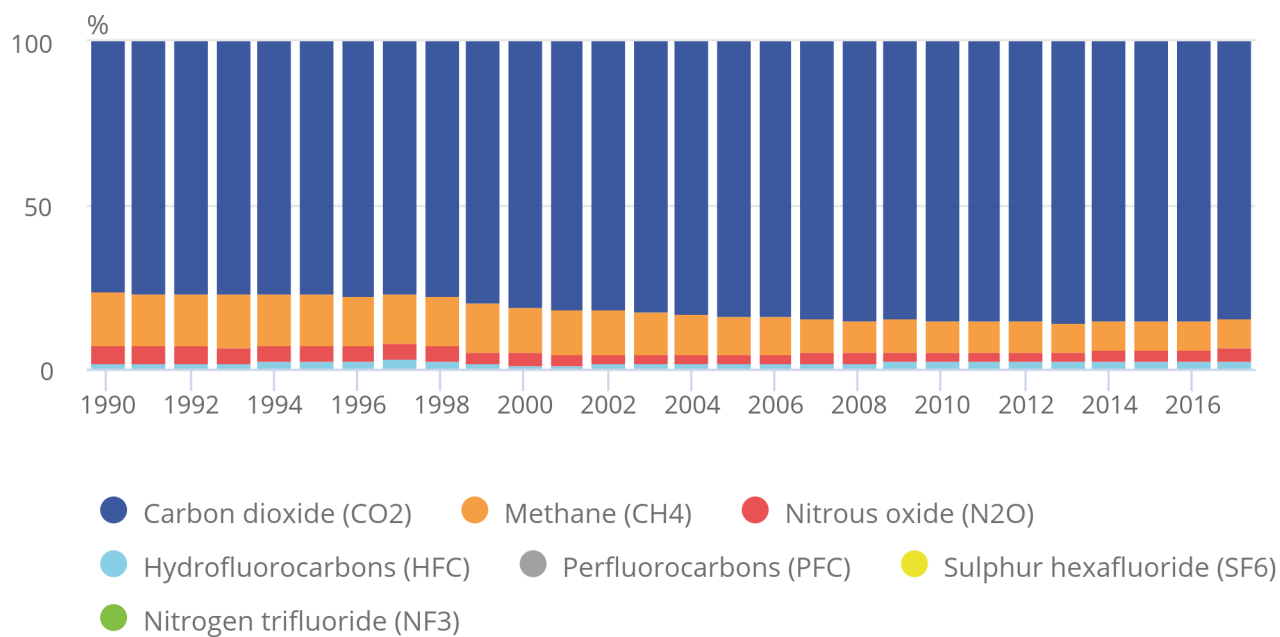 %
100
50
0
1990 1992 1994 1996 1998 2000 2002 2004 2006 2008 2010 2012 2014 2016
Carbon dioxide (CO2) Methane (CH4) Nitrous oxide (N2O)
Hydrofluorocarbons (HFC) Perfluorocarbons (PFC) Sulphur hexafluoride (SF6)
Nitrogen trifluoride (NF3)